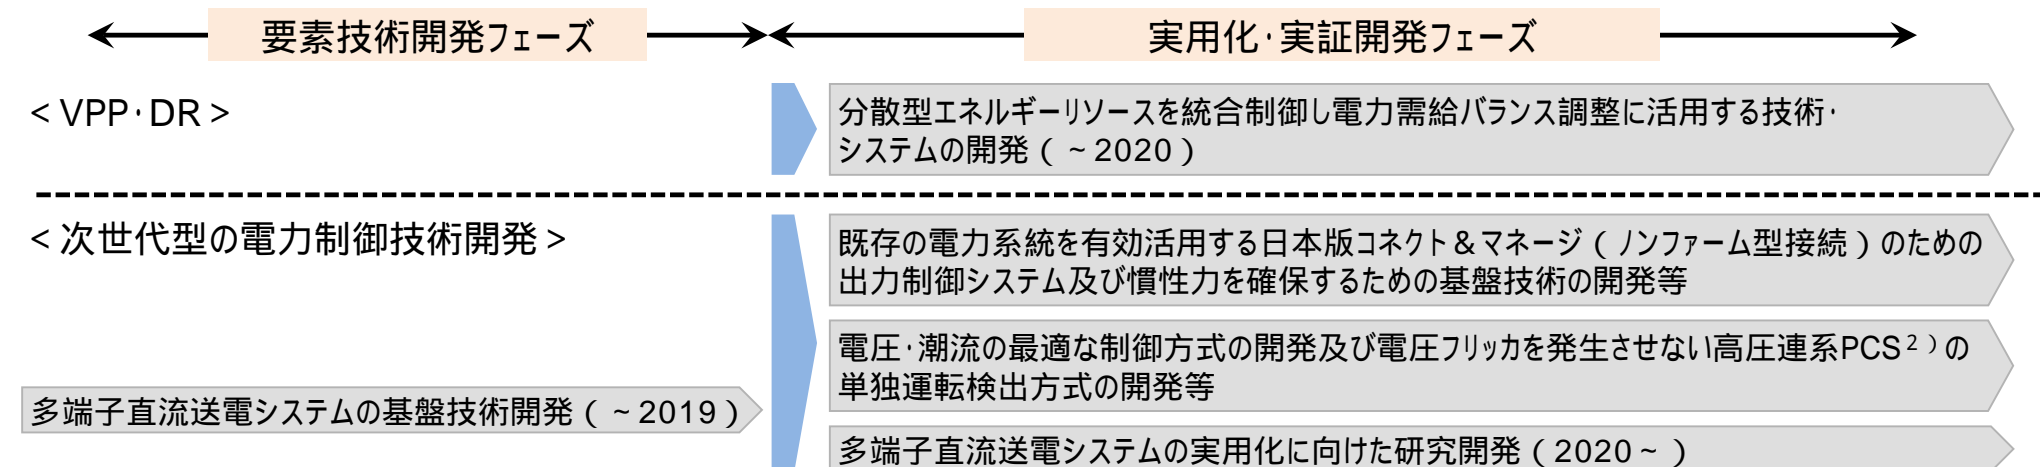 要素技術開発フェーズ
実用化・実証開発フェーズ
<VPP・DR>
分散型エネルギーリソースを統合制御し電力需給バランス調整に活用する技術・
システムの開発(~2020)
<次世代型の電力制御技術開発>
既存の電力系統を有効活用する日本版コネクト&マネージ(ノンファーム型接続)のための
出力制御システム及び慣性力を確保するための基盤技術の開発等
電圧・潮流の最適な制御方式の開発及び電圧フリッカを発生させない高圧連系PCS²)の
単独運転検出方式の開発等
多端子直流送電システムの基盤技術開発(~2019)
多端子直流送電システムの実用化に向けた研究開発(2020~)